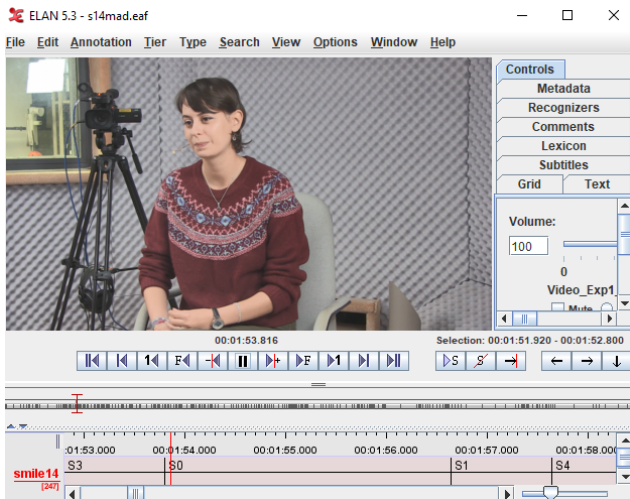 ELAN 5.3 - s14mad.eaf
File Edit Annotation Tier Type Search View Options Window Help
Controls
Metadata
Recognizers
Comments
Lexicon
Subtitles
Grid Text
Volume:
100
0
Video_Exp1
Mute
00:01:53.816
Selection: 00:01:51.920 - 00:01:52.800
1 F - + F 1 S S
:01:53.000 00:01:54.000 00:01:55.000 00:01:56.000 00:01:57.000 00:01:58.000
smile14
[247]
S3 S0 S1 S4